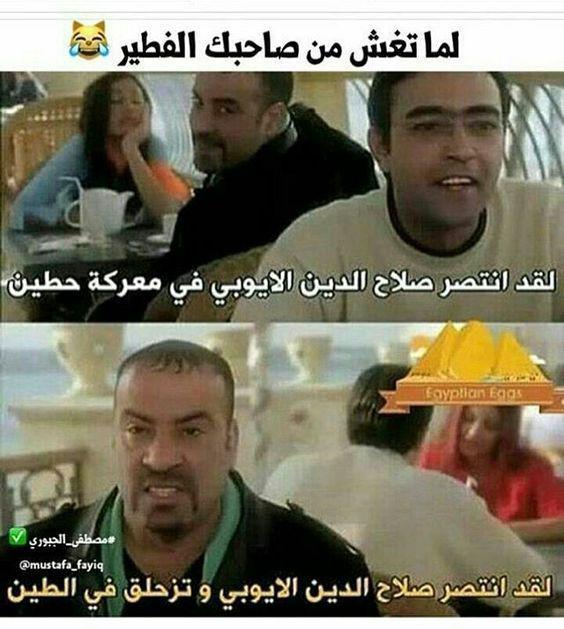 لما تغش من صاحبك الفطير 😹
لقد انتصر صلاح الدين الايوبي في معركة حطين
Egyptian Eggs
#مصطفى_الجبوري ✅
@mustafa_fayiq
لقد انتصر صلاح الدين الايوبي و تزحلق في الطين